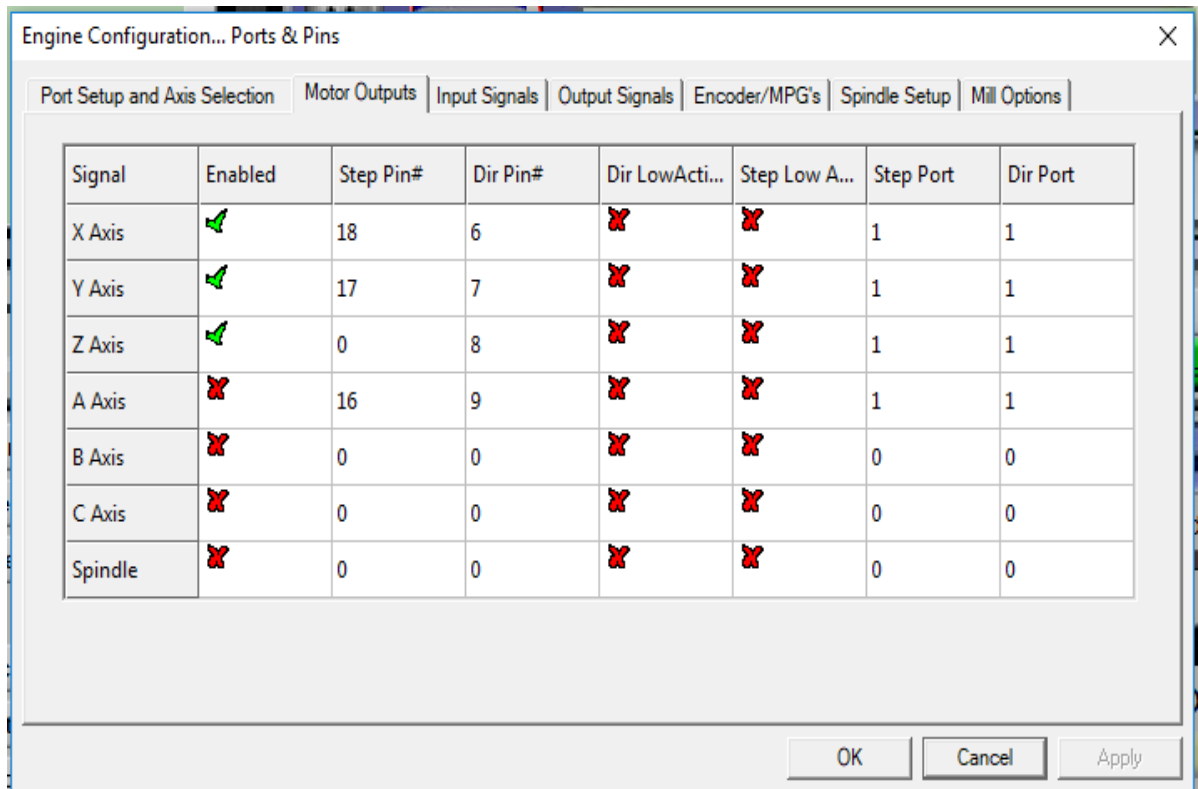 Engine Configuration... Ports & Pins
Port Setup and Axis Selection Motor Outputs Input Signals Output Signals Encoder/MPG's Spindle Setup Mill Options
Signal Enabled Step Pin# Dir Pin# Dir LowActi... Step Low A... Step Port Dir Port
X Axis 18 6 1 1
Y Axis 17 7 1 1
Z Axis 0 8 1 1
A Axis 16 9 1 1
B Axis 0 0 0 0
C Axis 0 0 0 0
Spindle 0 0 0 0
OK Cancel Apply